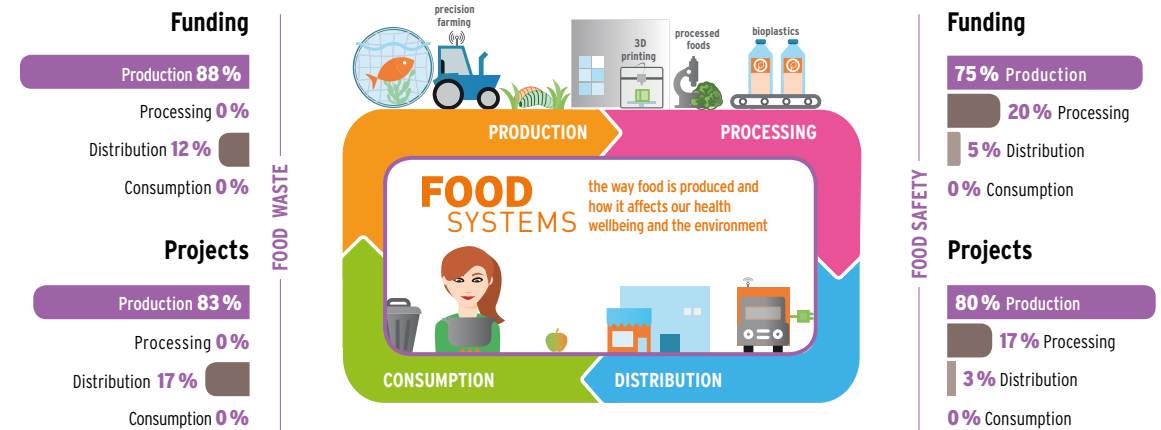 Funding
Production 88 %
Processing 0 %
Distribution 12 %
Consumption 0 %
Projects
Production 83 %
Processing 0 %
Distribution 17 %
Consumption 0 %
FOOD WASTE
precision
farming
3D
printing
processed
foods
bioplastics
PRODUCTION
PROCESSING
FOOD
SYSTEMS
the way food is produced and
how it affects our health
wellbeing and the environment
CONSUMPTION
DISTRIBUTION
FOOD SAFETY
Funding
75 % Production
20 % Processing
5 % Distribution
0 % Consumption
Projects
80 % Production
17 % Processing
3 % Distribution
0 % Consumption